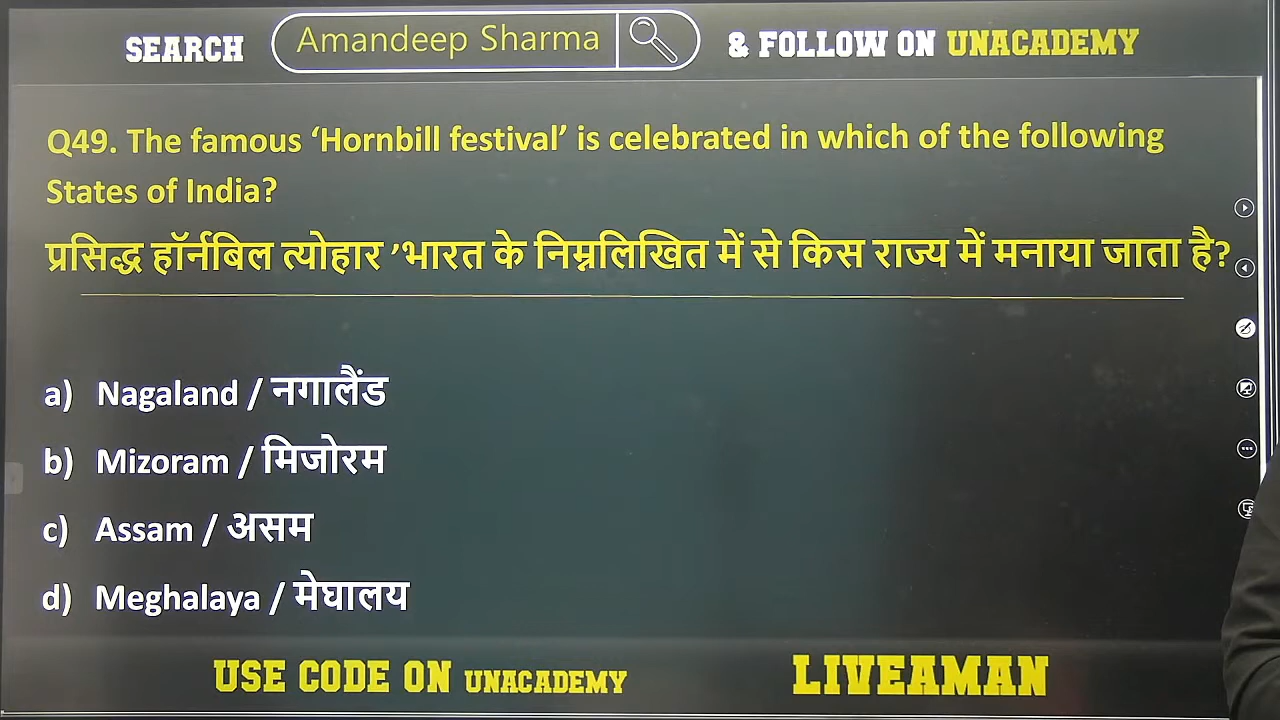 SEARCH Amandeep Sharma & FOLLOW ON UNACADEMY
Q49. The famous ‘Hornbill festival’ is celebrated in which of the following
States of India?
प्रसिद्ध हॉर्नबिल त्योहार ’भारत के निम्नलिखित में से किस राज्य में मनाया जाता है?
a) Nagaland / नगालैंड
b) Mizoram / मिजोरम
c) Assam / असम
d) Meghalaya / मेघालय
USE CODE ON UNACADEMY LIVEAMAN